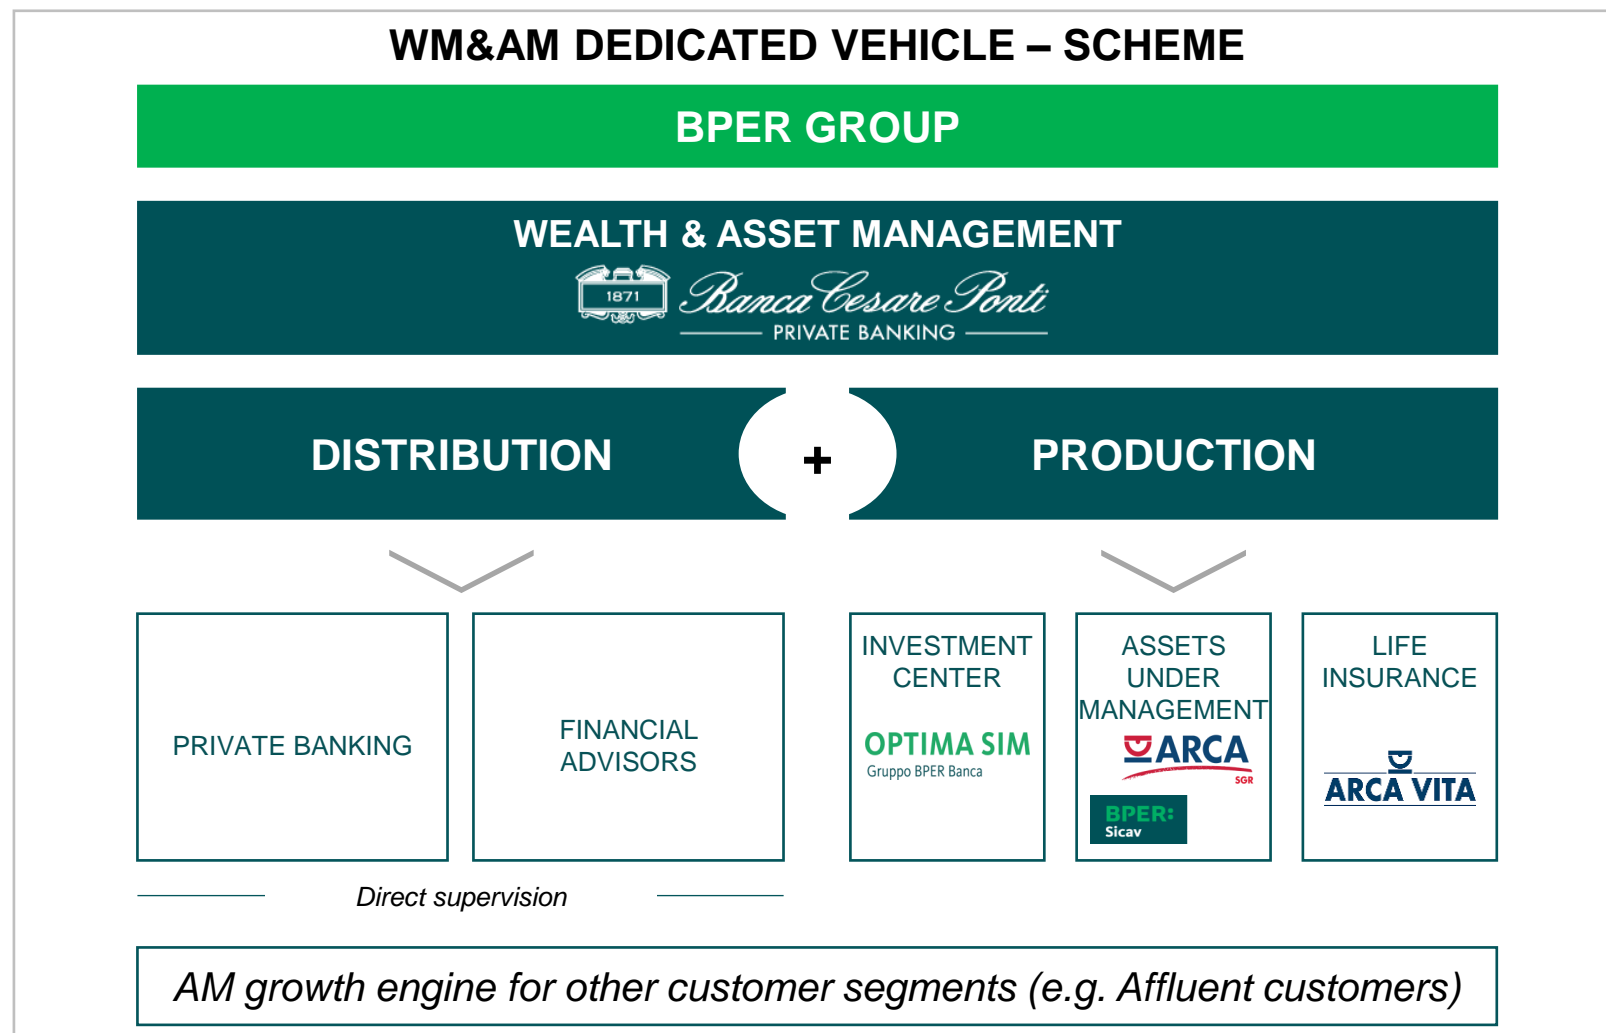 WM&AM DEDICATED VEHICLE – SCHEME
BPER GROUP
WEALTH & ASSET MANAGEMENT
1871
Banca Cesare Ponti
PRIVATE BANKING
DISTRIBUTION
+
PRODUCTION
PRIVATE BANKING
FINANCIAL
ADVISORS
INVESTMENT
CENTER
OPTIMA SIM
Gruppo BPER Banca
ASSETS
UNDER
MANAGEMENT
ARCA
SGR
BPER:
Sicav
LIFE
INSURANCE
ARCA VITA
Direct supervision
AM growth engine for other customer segments (e.g. Affluent customers)